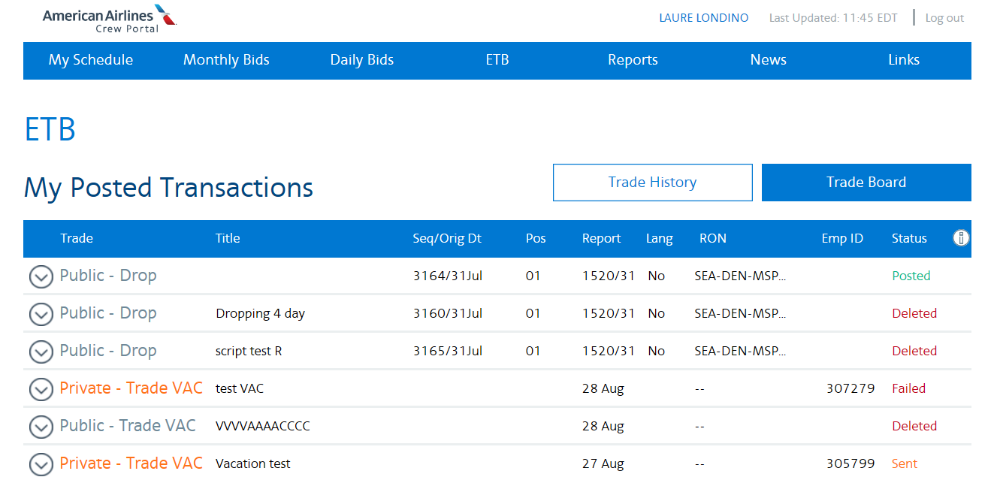 American Airlines
Crew Portal
LAURE LONDINO Last Updated: 11:45 EDT Log out
My Schedule Monthly Bids Daily Bids ETB Reports News Links
ETB
My Posted Transactions Trade History Trade Board
Trade Title Seq/Orig Dt Pos Report Lang RON Emp ID Status i
Public - Drop 3164/31Jul 01 1520/31 No SEA-DEN-MSP... Posted
Public - Drop Dropping 4 day 3160/31Jul 01 1520/31 No SEA-DEN-MSP... Deleted
Public - Drop script test R 3165/31Jul 01 1520/31 No SEA-DEN-MSP... Deleted
Private - Trade VAC test VAC 28 Aug -- 307279 Failed
Public - Trade VAC VVVVAAAACCCC 28 Aug -- Deleted
Private - Trade VAC Vacation test 27 Aug -- 305799 Sent